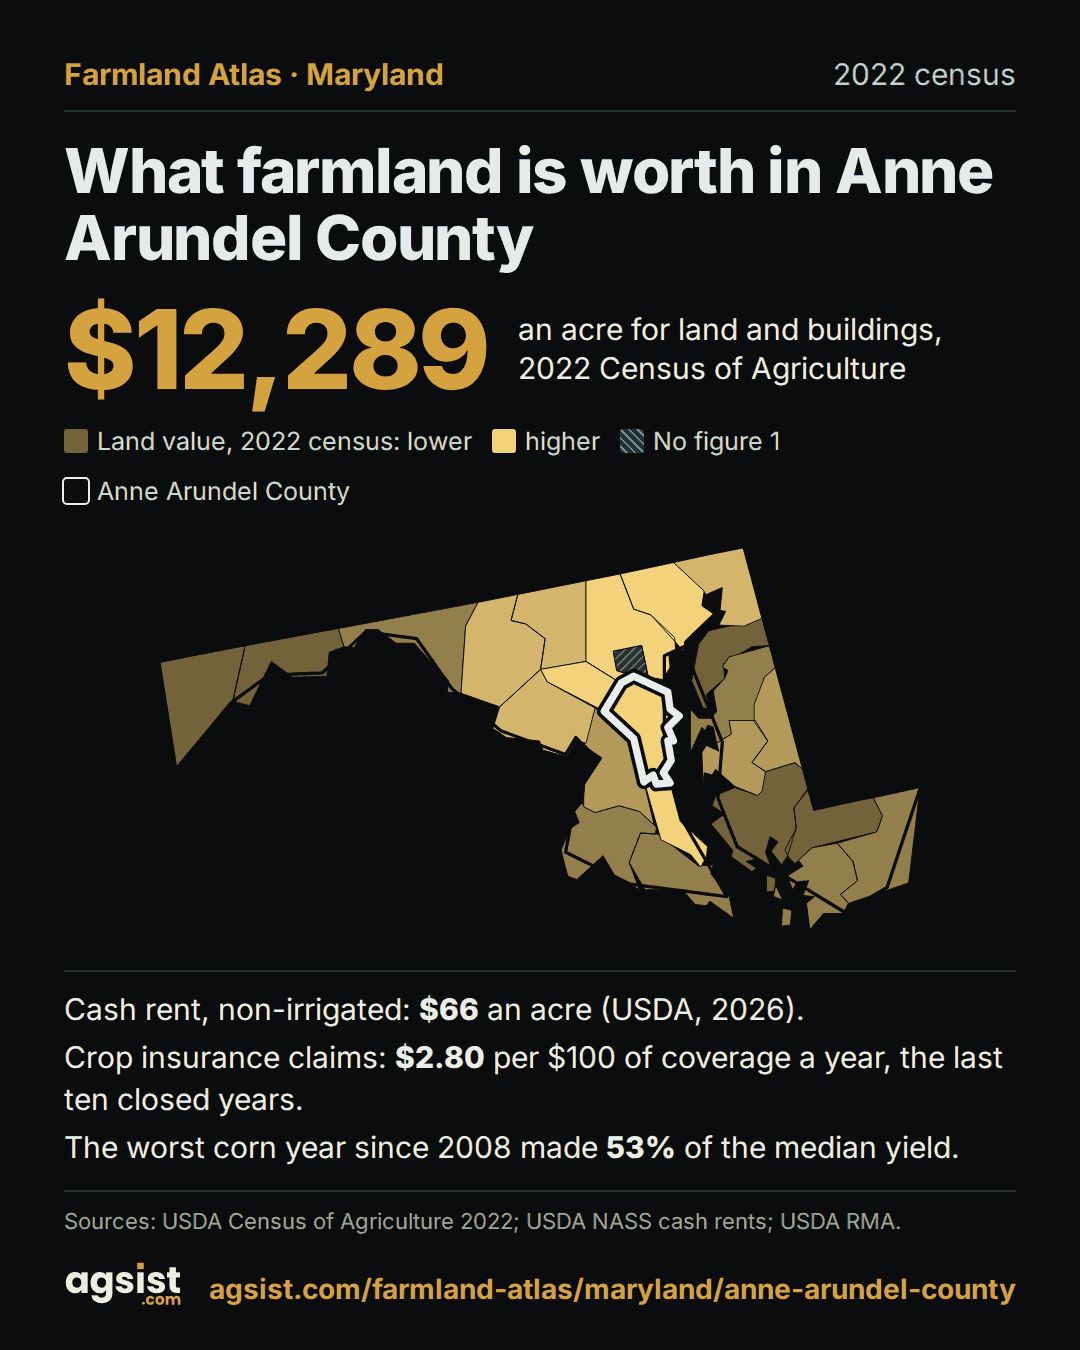 Farmland Atlas · Maryland
2022 census
What farmland is worth in Anne
Arundel County
$12,289
an acre for land and buildings,
2022 Census of Agriculture
Land value, 2022 census: lower
higher
No figure 1
Anne Arundel County
Cash rent, non-irrigated: $66 an acre (USDA, 2026).
Crop insurance claims: $2.80 per $100 of coverage a year, the last
ten closed years.
The worst corn year since 2008 made 53% of the median yield.
Sources: USDA Census of Agriculture 2022; USDA NASS cash rents; USDA RMA.
agsist
.com
agsist.com/farmland-atlas/maryland/anne-arundel-county